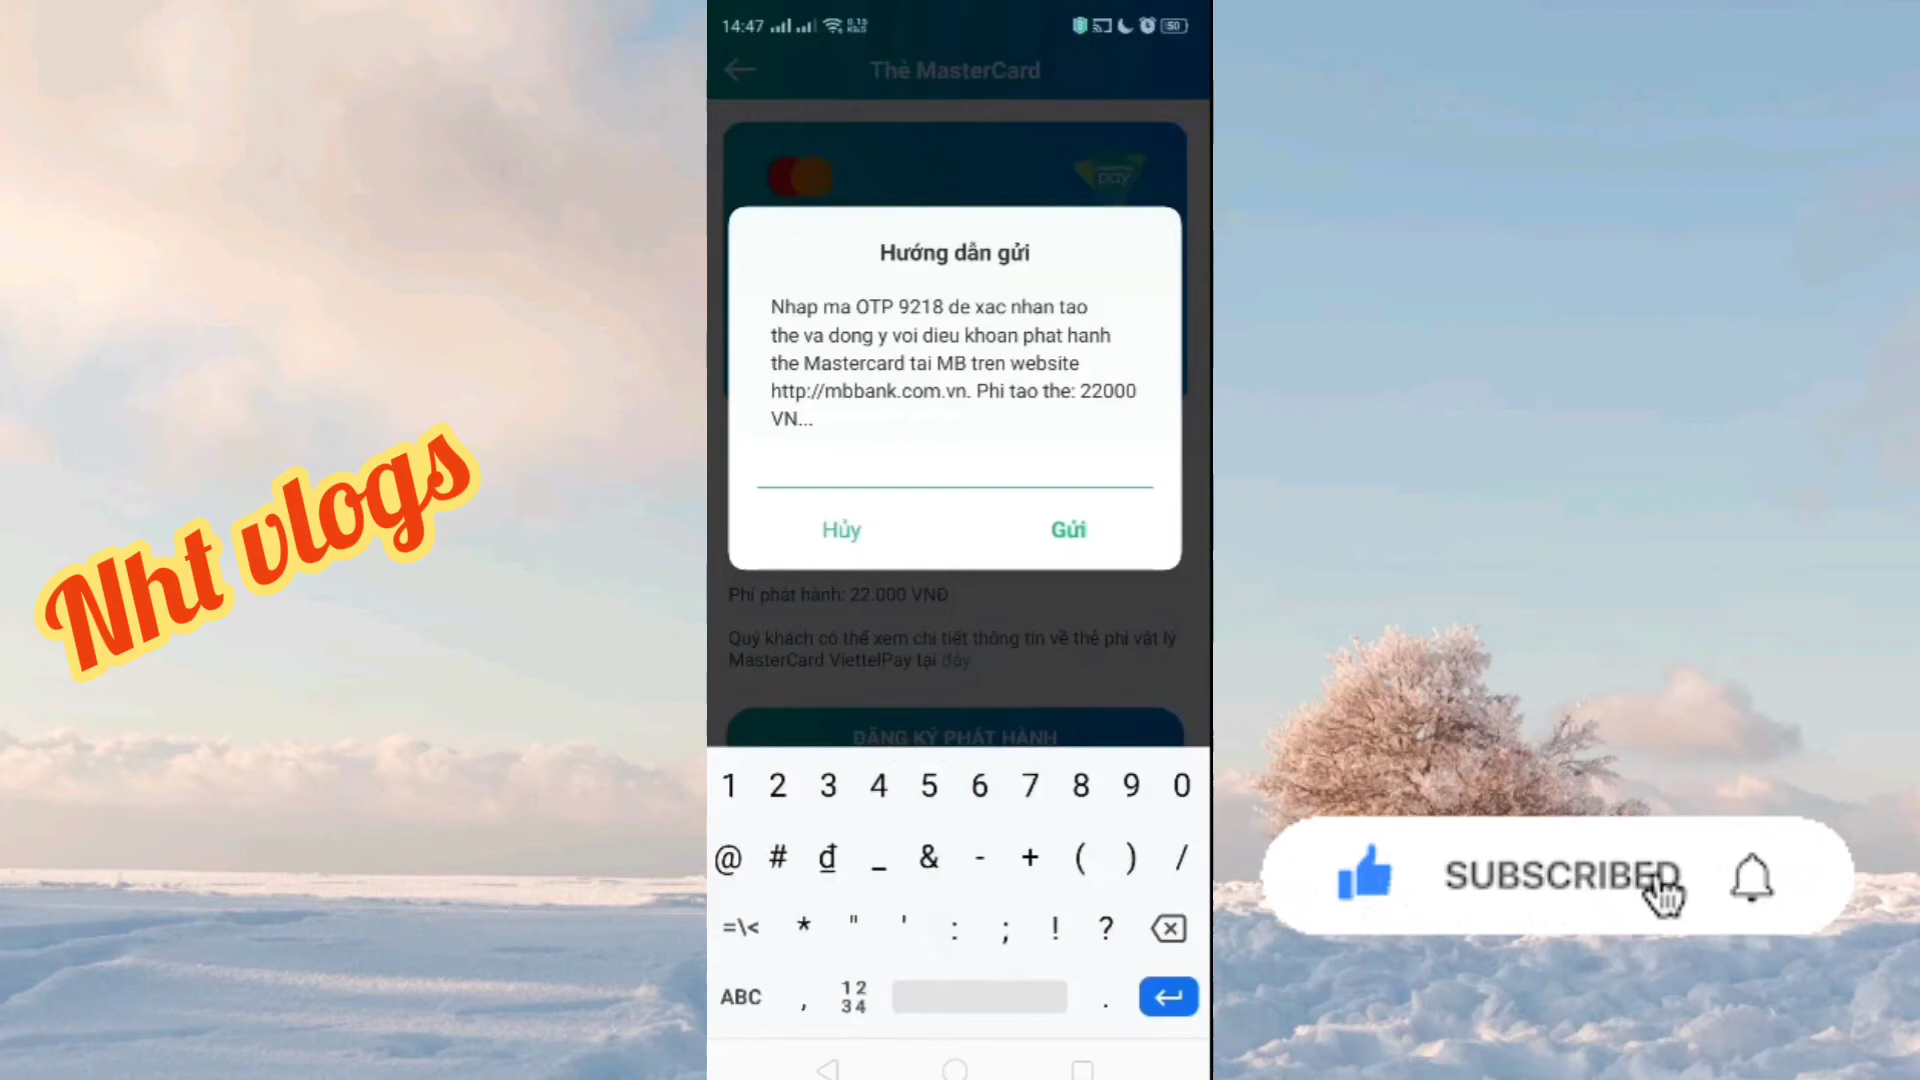 Nht vlogs
14:47
0.15
KB/S
50
Thẻ MasterCard
pay
Hướng dẫn gửi
Nhap ma OTP 9218 de xac nhan tao
the va dong y voi dieu khoan phat hanh
the Mastercard tai MB tren website
http://mbbank.com.vn. Phi tao the: 22000
VN...
Hủy
Gửi
Phí phát hành: 22.000 VNĐ
Quý khách có thể xem chi tiết thông tin về thẻ phi vật lý
MasterCard ViettelPay tại đây
ĐĂNG KÝ PHÁT HÀNH
1 2 3 4 5 6 7 8 9 0
@ # ₫ _ & - + ( ) /
=\< * " ' : ; ! ?
ABC , 12 .
34
SUBSCRIBED